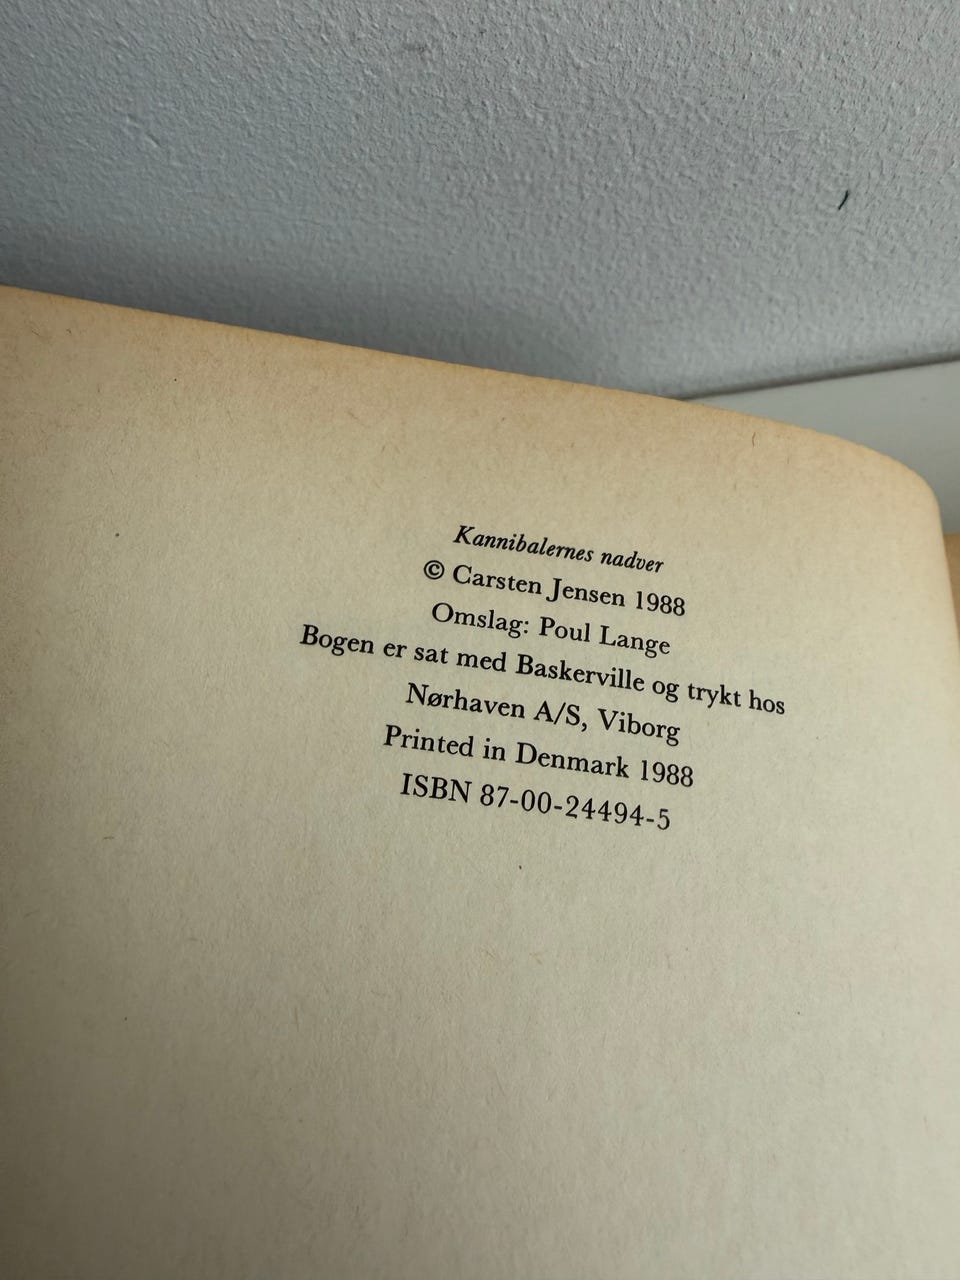 Kannibalernes nadver
© Carsten Jensen 1988
Omslag: Poul Lange
Bogen er sat med Baskerville og trykt hos
Nørhaven A/S, Viborg
Printed in Denmark 1988
ISBN 87-00-24494-5